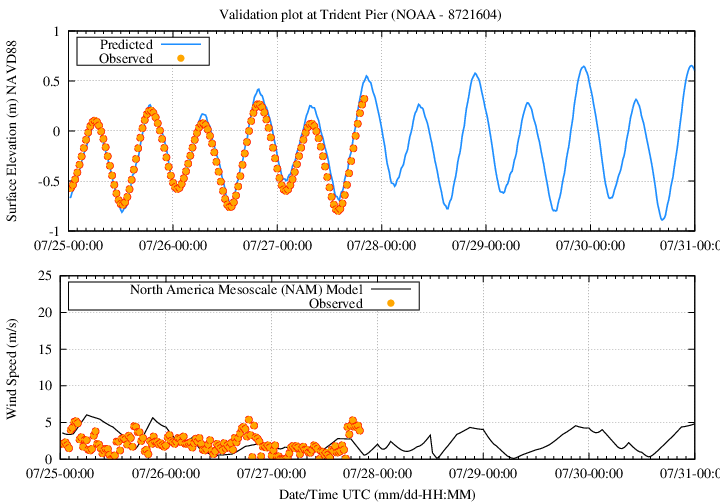 Validation plot at Trident Pier (NOAA - 8721604)
Surface Elevation (m) NAVD88
Predicted
Observed
1
0.5
0
-0.5
-1
07/25-00:00 07/26-00:00 07/27-00:00 07/28-00:00 07/29-00:00 07/30-00:00 07/31-00:00
Wind Speed (m/s)
North America Mesoscale (NAM) Model
Observed
25
20
15
10
5
0
07/25-00:00 07/26-00:00 07/27-00:00 07/28-00:00 07/29-00:00 07/30-00:00 07/31-00:00
Date/Time UTC (mm/dd-HH:MM)